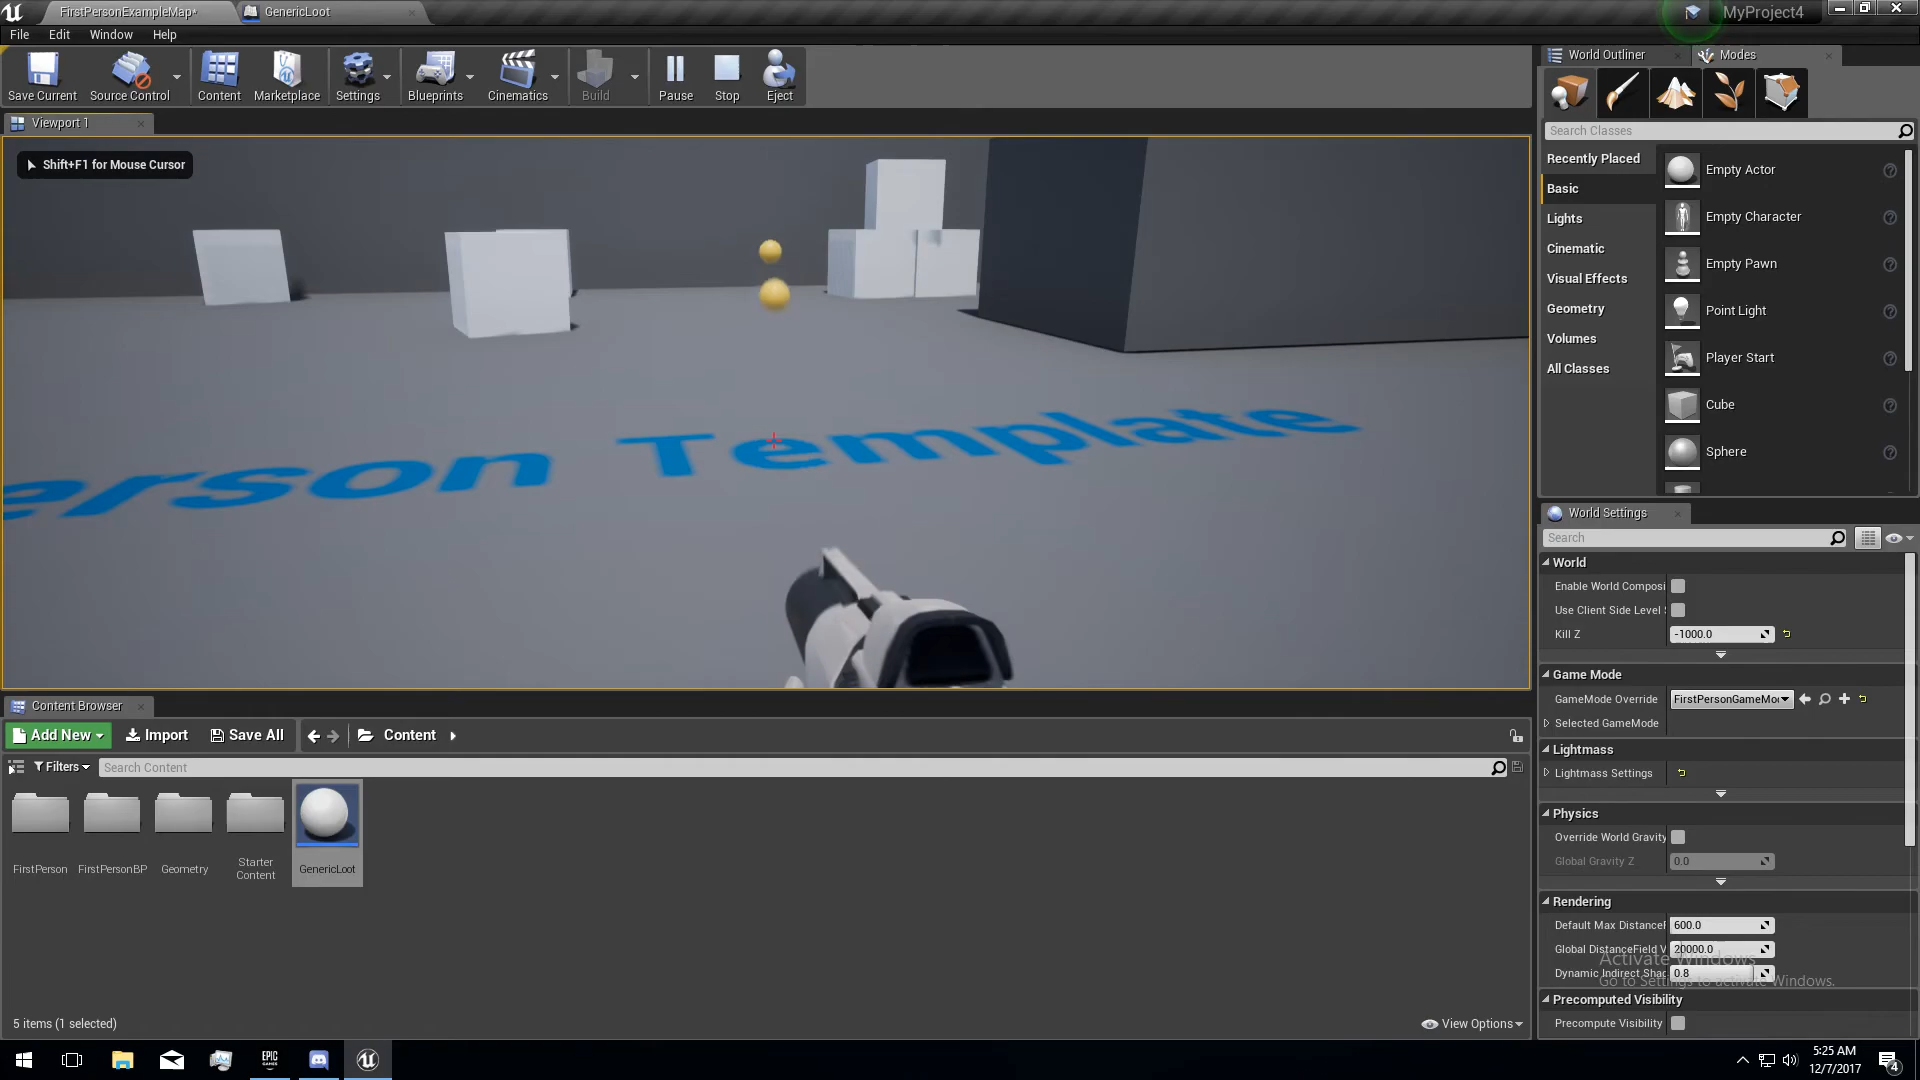 FirstPersonExampleMap*
GenericLoot
MyProject4
File Edit Window Help
Save Current
Source Control
Content
Marketplace
Settings
Blueprints
Cinematics
Build
Pause
Stop
Eject
Viewport 1
Shift+F1 for Mouse Cursor
erson Template
World Outliner
Modes
Search Classes
Recently Placed
Basic
Lights
Cinematic
Visual Effects
Geometry
Volumes
All Classes
Empty Actor
Empty Character
Empty Pawn
Point Light
Player Start
Cube
Sphere
World Settings
Search
World
Enable World Composi
Use Client Side Level
Kill Z -1000.0
Game Mode
GameMode Override FirstPersonGameMo
Selected GameMode
Lightmass
Lightmass Settings
Physics
Override World Gravity
Global Gravity Z 0.0
Rendering
Default Max DistanceF 600.0
Global DistanceField V 20000.0
Dynamic Indirect Shac 0.8
Activate Windows
Go to Settings to activate Windows.
Precomputed Visibility
Precompute Visibility
Content Browser
Add New Import Save All Content
Filters Search Content
FirstPerson
FirstPersonBP
Geometry
Starter
Content
GenericLoot
5 items (1 selected)
View Options
EPIC
GAMES
5:25 AM
12/7/2017
4